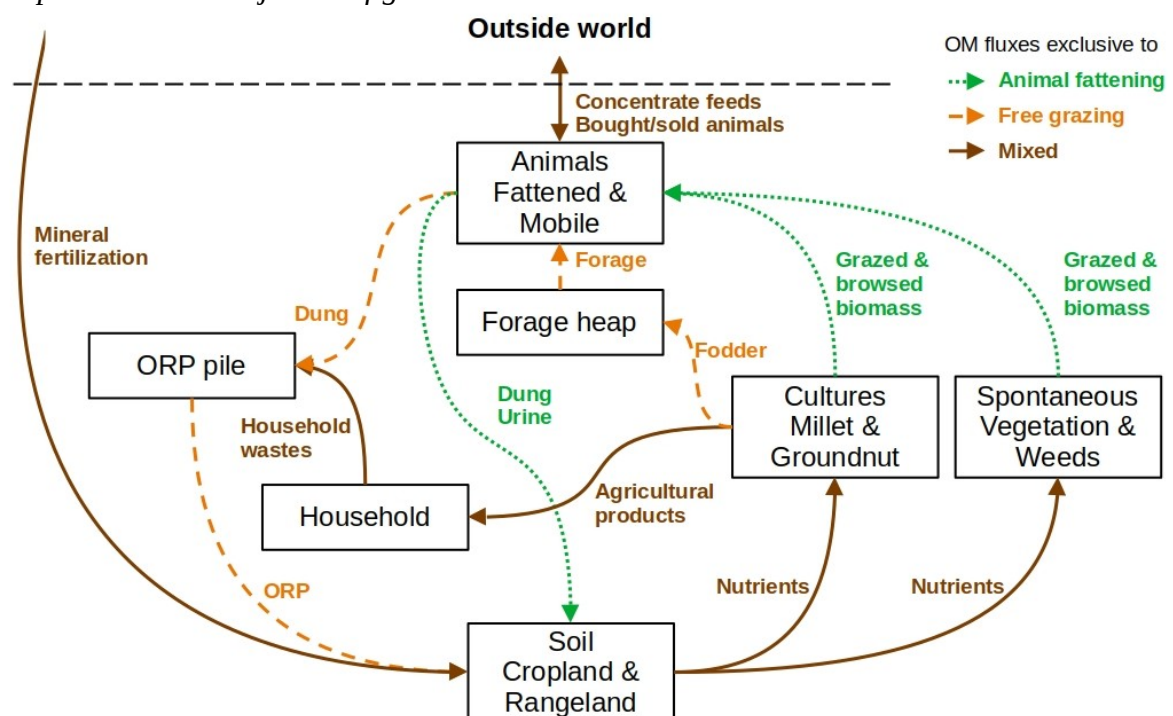 Outside world
OM fluxes exclusive to
Animal fattening
Free grazing
Mixed
Concentrate feeds
Bought/sold animals
Animals
Fattened &
Mobile
Mineral
fertilization
Forage
Grazed &
browsed
biomass
Grazed &
browsed
biomass
Dung
Forage heap
Fodder
ORP pile
Dung
Urine
Cultures
Millet &
Groundnut
Spontaneous
Vegetation &
Weeds
Household
wastes
Agricultural
products
Household
ORP
Nutrients
Nutrients
Soil
Cropland &
Rangeland